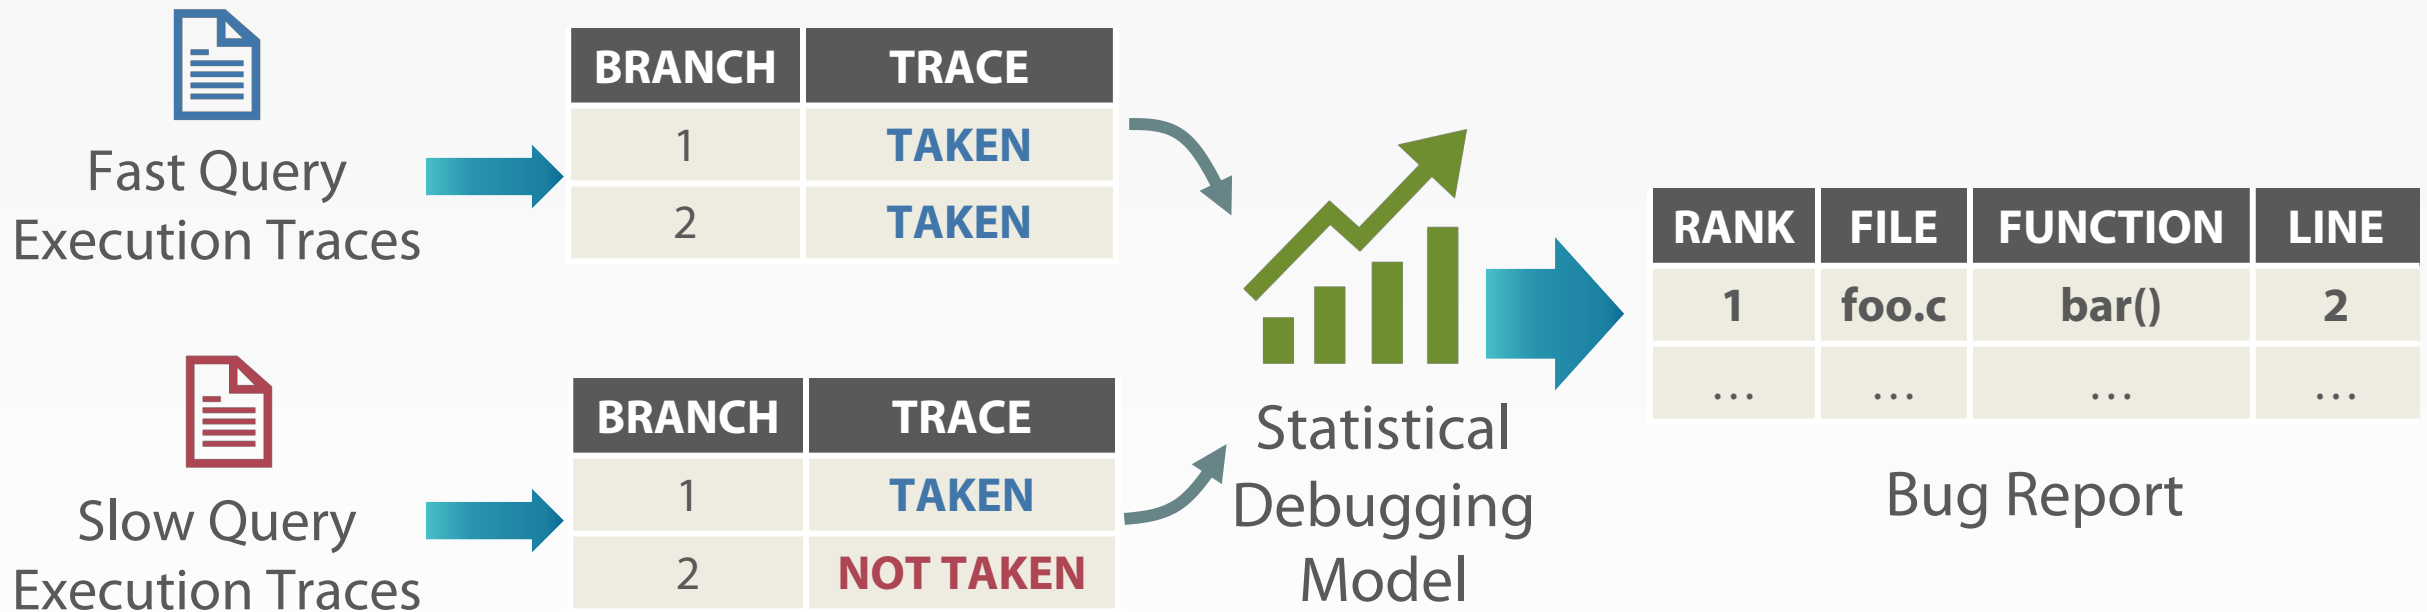 Fast Query
Execution Traces
BRANCH TRACE
1 TAKEN
2 TAKEN
Slow Query
Execution Traces
BRANCH TRACE
1 TAKEN
2 NOT TAKEN
Statistical
Debugging
Model
RANK FILE FUNCTION LINE
1 foo.c bar() 2
... ... ... ...
Bug Report